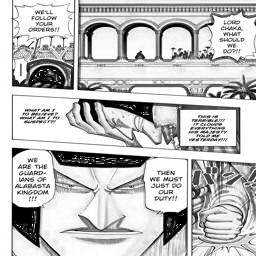 LORD
CHAKA,
WHAT
SHOULD
WE
DO?!!
WE'LL
FOLLOW
YOUR
ORDERS!!
THIS IS
TERRIBLE!!!
IT CLOUDS
EVERYTHING
HIS MAJESTY
TOLD ME
YESTERDAY!!!
WHAT AM I
TO BELIEVE?
WHAT AM I TO
SUSPECT?!
THEN
WE MUST
JUST DO
OUR
DUTY!!
WE
ARE THE
GUARD-
IANS OF
ALABASTA
KINGDOM
!!!